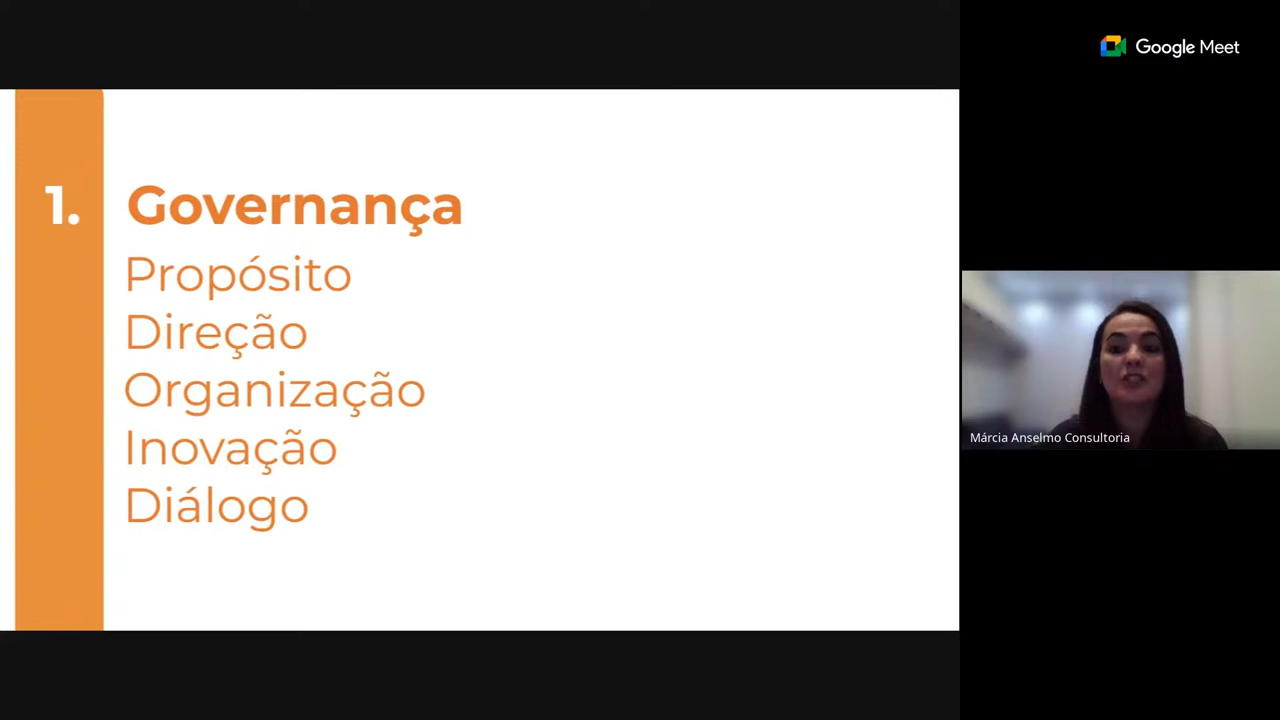 1. Governança
Propósito
Direção
Organização
Inovação
Diálogo
Google Meet
Márcia Anselmo Consultoria